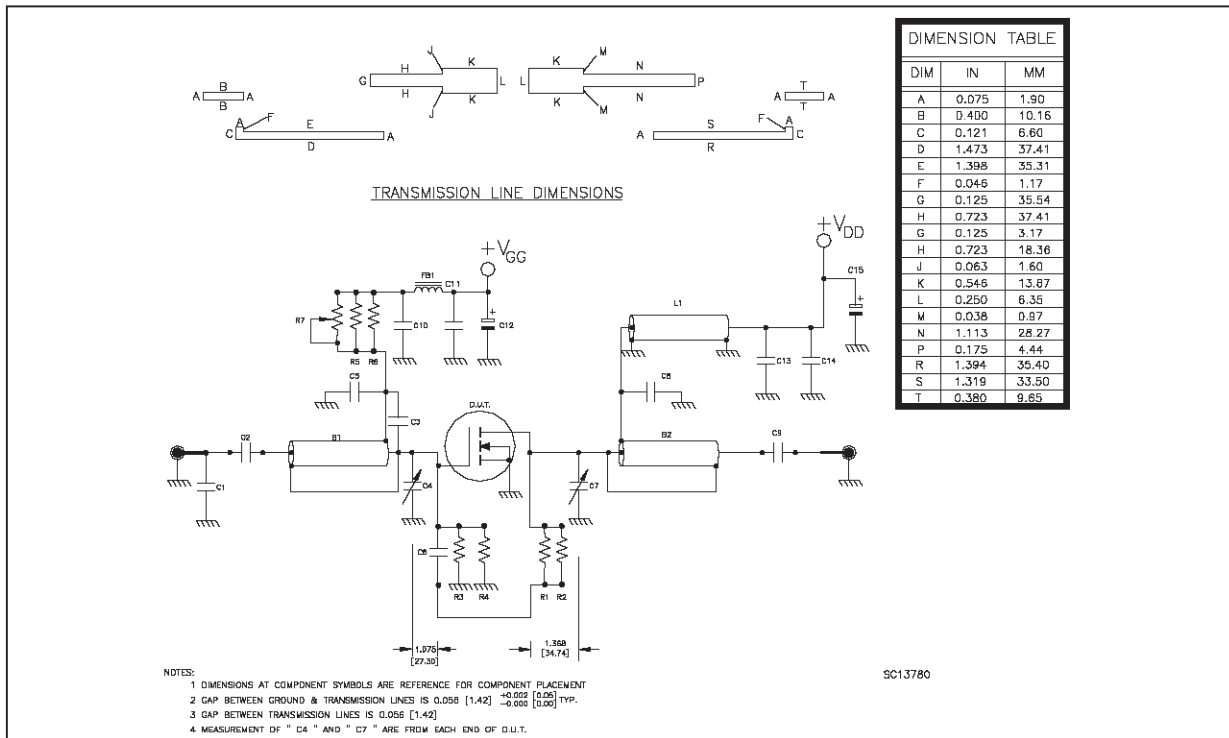 J
M
H
K
K
N
G
L
L
P
H
K
K
N
J
M
B
A
A
B
T
A
A
T
A
F
E
C
A
D
S
F
A
A
C
R
TRANSMISSION LINE DIMENSIONS
DIMENSION TABLE
DIM IN MM
A 0.075 1.90
B 0.400 10.16
C 0.121 6.60
D 1.473 37.41
E 1.398 35.31
F 0.046 1.17
G 0.125 35.54
H 0.723 37.41
G 0.125 3.17
H 0.723 18.36
J 0.063 1.60
K 0.546 13.87
L 0.250 6.35
M 0.038 0.97
N 1.113 28.27
P 0.175 4.44
R 1.394 35.40
S 1.319 33.50
T 0.380 9.65
+ VGG
+ VDD
FB1
C11
C15
+
L1
R7
C10
+
C12
R5
R6
C13
C14
C5
C8
C3
D.U.T.
C2
B1
B2
C9
C1
C4
C7
C6
R3
R4
R1
R2
1.075
[27.30]
1.368
[34.74]
SC13780
NOTES:
1 DIMENSIONS AT COMPONENT SYMBOLS ARE REFERENCE FOR COMPONENT PLACEMENT
2 GAP BETWEEN GROUND & TRANSMISSION LINES IS 0.056 [1.42] +0.002 [0.05] -0.000 [0.00] TYP.
3 GAP BETWEEN TRANSMISSION LINES IS 0.056 [1.42]
4 MEASUREMENT OF " C4 " AND " C7 " ARE FROM EACH END OF D.U.T.